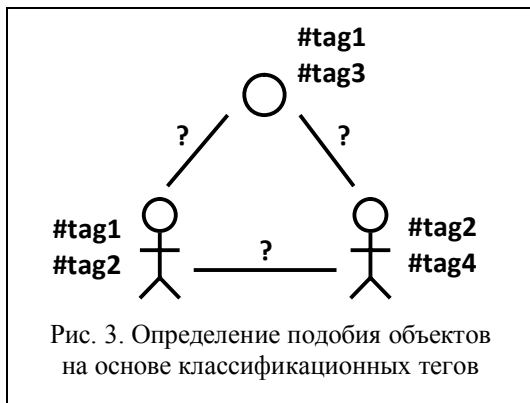 #tag1
#tag3
?
?
#tag1
#tag2
?
#tag2
#tag4
Рис. 3. Определение подобия объектов
на основе классификационных тегов